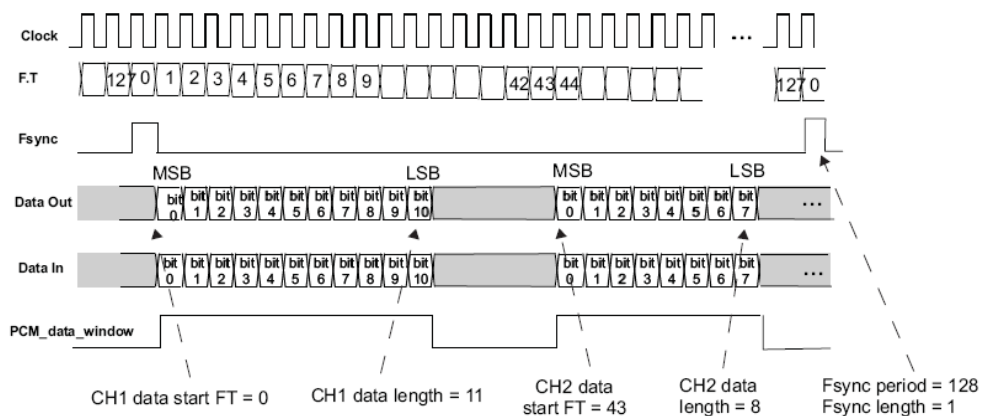 Clock ...
F.T 127 0 1 2 3 4 5 6 7 8 9 42 43 44 127 0
Fsync
MSB LSB MSB LSB
Data Out bit 0 bit 1 bit 2 bit 3 bit 4 bit 5 bit 6 bit 7 bit 8 bit 9 bit 10 bit 0 bit 1 bit 2 bit 3 bit 4 bit 5 bit 6 bit 7 ...
Data In bit 0 bit 1 bit 2 bit 3 bit 4 bit 5 bit 6 bit 7 bit 8 bit 9 bit 10 bit 0 bit 1 bit 2 bit 3 bit 4 bit 5 bit 6 bit 7 ...
PCM_data_window
CH1 data start FT = 0
CH1 data length = 11
CH2 data
start FT = 43
CH2 data
length = 8
Fsync period = 128
Fsync length = 1